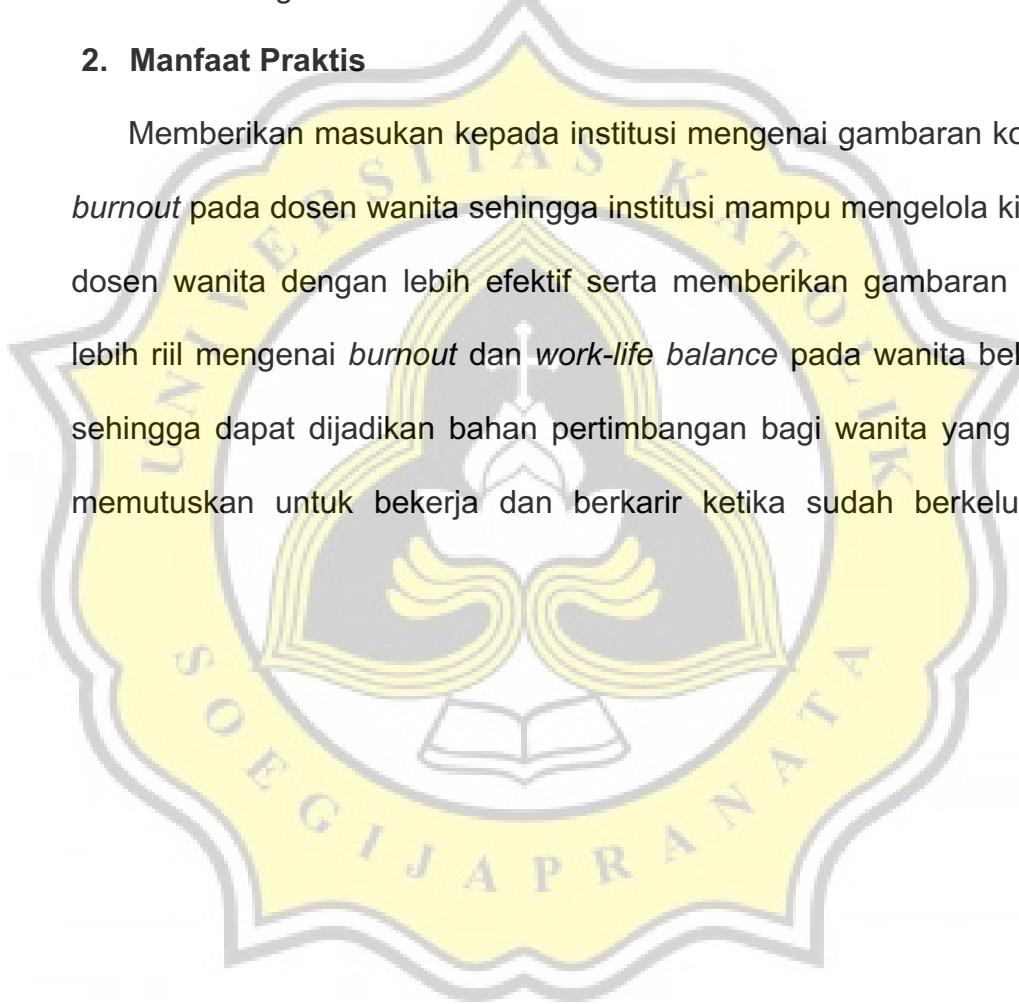 2. Manfaat Praktis
Memberikan masukan kepada institusi mengenai gambaran
burnout pada dosen wanita sehingga institusi mampu mengelola
dosen wanita dengan lebih efektif serta memberikan gambaran
lebih riil mengenai burnout dan work-life balance pada wanita
sehingga dapat dijadikan bahan pertimbangan bagi wanita yang
memutuskan untuk bekerja dan berkarir ketika sudah
UNIVERSITAS KATOLIK
SOEGIJAPRANATA